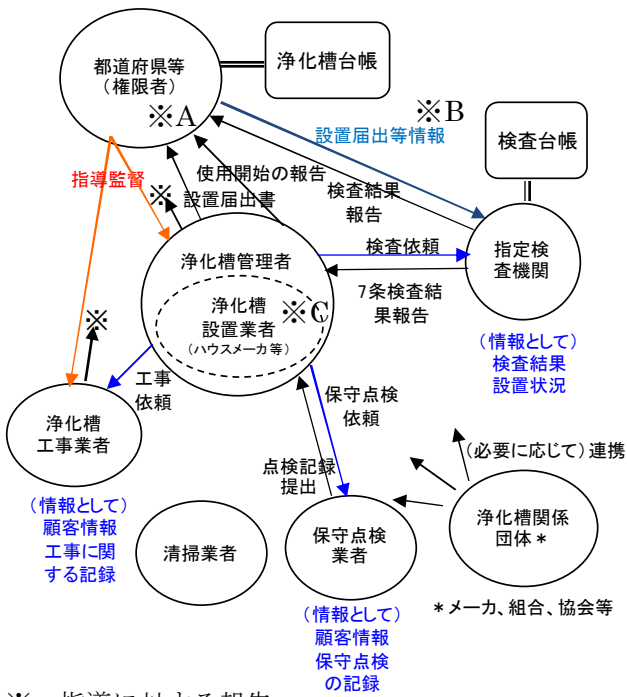 都道府県等
（権限者）
※A
浄化槽台帳
※B
設置届出等情報
検査台帳
指導監督
使用開始の報告
※
設置届出書
検査結果
報告
浄化槽管理者
検査依頼
指定検
査機関
浄化槽
設置業者
（ハウスメーカ等）
※C
7条検査結
果報告
※
（情報として）
検査結果
設置状況
工事
依頼
保守点検
依頼
浄化槽
工事業者
点検記録
提出
（必要に応じて）連携
（情報として）
顧客情報
工事に関
する記録
清掃業者
保守点検
業者
浄化槽関係
団体＊
＊メーカ、組合、協会等
（情報として）
顧客情報
保守点検
の記録
※　指導に対する報告